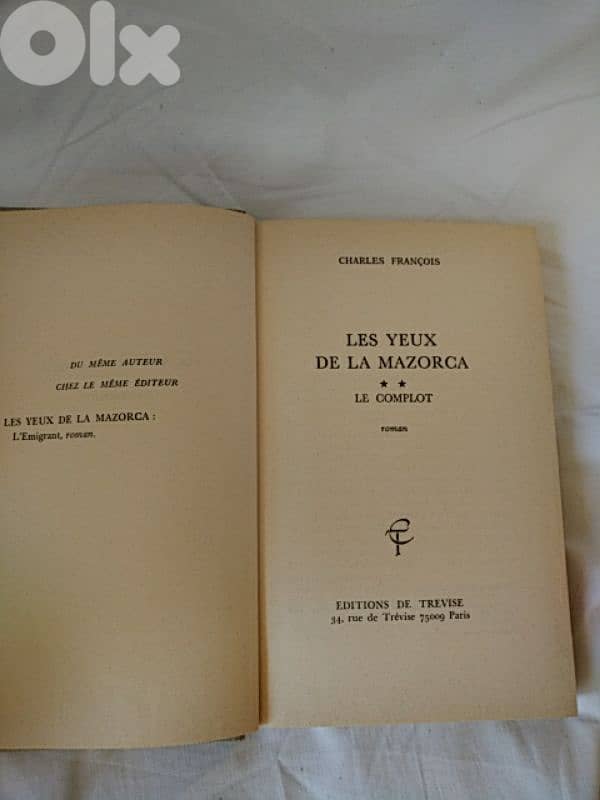 Olx
DU MÊME AUTEUR
CHEZ LE MÊME ÉDITEUR
LES YEUX DE LA MAZORCA :
L'Emigrant, roman.
CHARLES FRANÇOIS
LES YEUX
DE LA MAZORCA
★ ★
LE COMPLOT
roman
EDITIONS DE TREVISE
34, rue de Trévise 75009 Paris